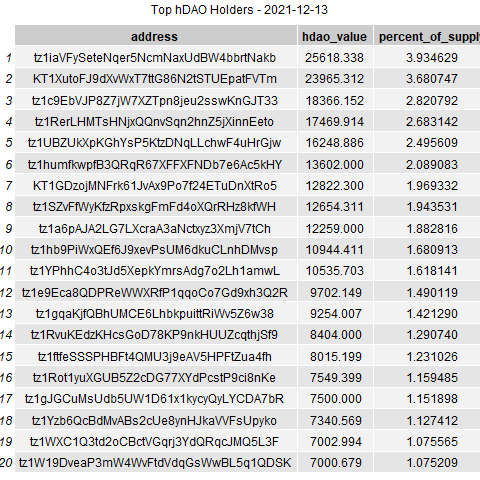 Top hDAO Holders - 2021-12-13
address hdao_value percent_of_supply
1 tz1iaVFySeteNqer5NcmNaxUdBW4bbrtNakb 25618.338 3.934629
2 KT1XutoFJ9dXvWxT7ttG86N2tSTUEpatFVTm 23965.312 3.680747
3 tz1c9EbVJP8Z7jW7XZTpn8jeu2sswKnGJT33 18366.152 2.820792
4 tz1RerLHMTsHNjxQQnvSqn2hnZ5jXinnEeto 17469.914 2.683142
5 tz1UBZUkXpKGhYsP5KtzDNqLLchwF4uHrGjw 16248.886 2.495609
6 tz1humfkwpfB3QRqR67XFFXFNDb7e6Ac5kHY 13602.000 2.089083
7 KT1GDzojMNFrk61JvAx9Po7f24ETuDnXtRo5 12822.300 1.969332
8 tz1SZvFfWyKfzRpxskgFmFd4oXQrRHz8kfWH 12654.311 1.943531
9 tz1a6pAJA2LG7LXcraA3aNctxyz3XmjV7tCh 12259.000 1.882816
10 tz1hb9PiWxQEf6J9xevPsUM6dkuCLnhDMvsp 10944.411 1.680913
11 tz1YPhhC4o3tJd5XepkYmrsAdg7o2Lh1amwL 10535.703 1.618141
12 tz1e9Eca8QDPReWWXRfP1qqoCo7Gd9xh3Q2R 9702.149 1.490119
13 tz1gqaKjfQBhUMCE6LhbkpuittRiWv5Z6w38 9254.007 1.421290
14 tz1RvuKEdzKHcsGoD78KP9nkHUUZcqthjSf9 8404.000 1.290740
15 tz1ftfeSSSPHBFt4QMU3j9eAV5HPFtZua4fh 8015.199 1.231026
16 tz1Rot1yuXGUB5Z2cDG77XYdPcstP9ci8nKe 7549.399 1.159485
17 tz1gJGCuMsUdb5UW1D61x1kycyQyLYCDA7bR 7500.000 1.151898
18 tz1Yzb6QcBdMvABs2cUe8ynHJkaVVFsUpyko 7340.569 1.127412
19 tz1WXC1Q3td2oCBctVGqrj3YdQRqcJMQ5L3F 7002.994 1.075565
20 tz1W19DveaP3mW4WvFtdVdqGsWwBL5q1QDSK 7000.679 1.075209